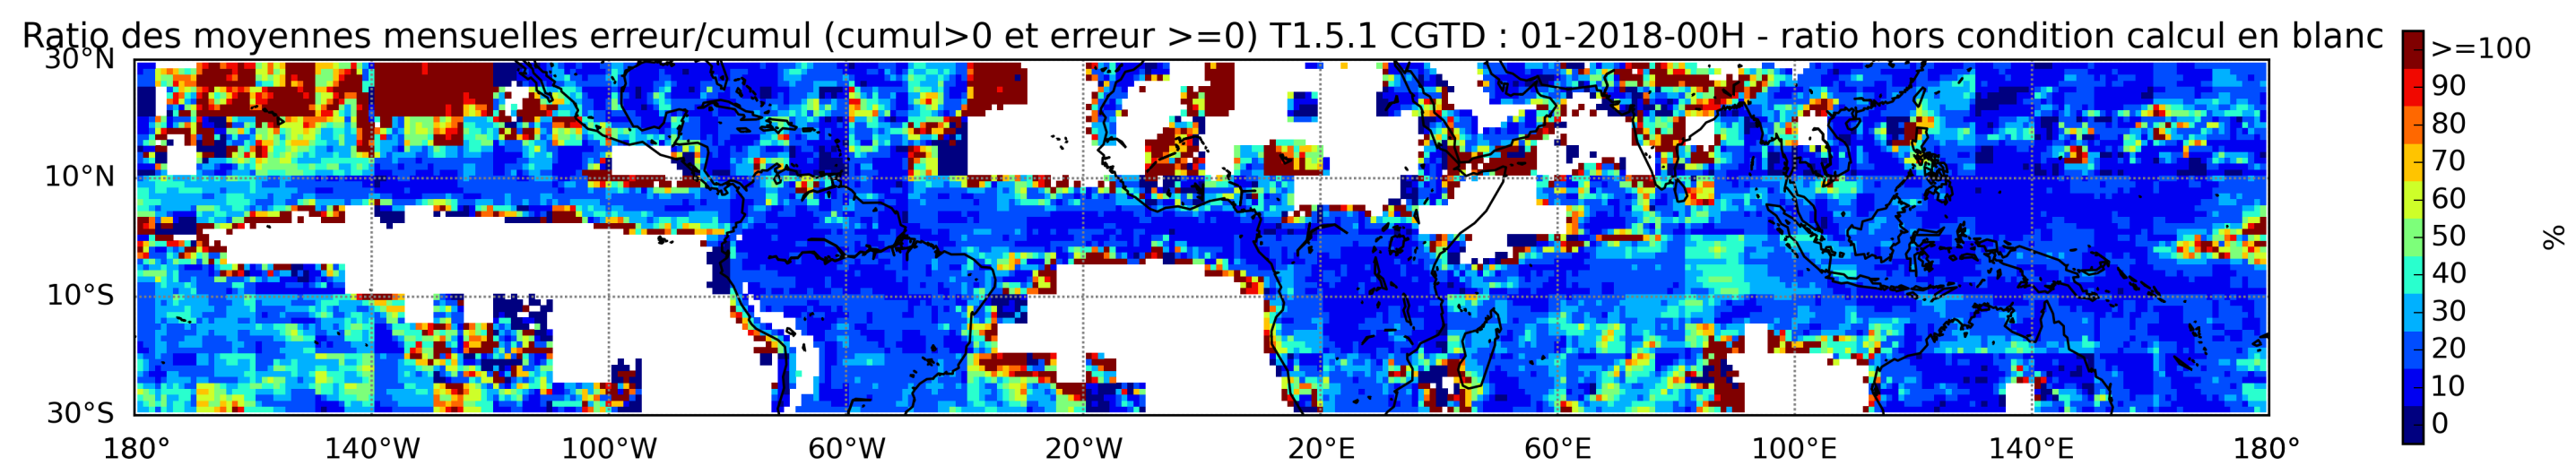 Ratio des moyennes mensuelles erreur/cumul (cumul>0 et erreur >=0) T1.5.1 CGTD : 01-2018-00H - ratio hors condition calcul en blanc
30°N
10°N
10°S
30°S
180° 140°W 100°W 60°W 20°W 20°E 60°E 100°E 140°E 180°
>=100
90
80
70
60
50
40
30
20
10
0
%